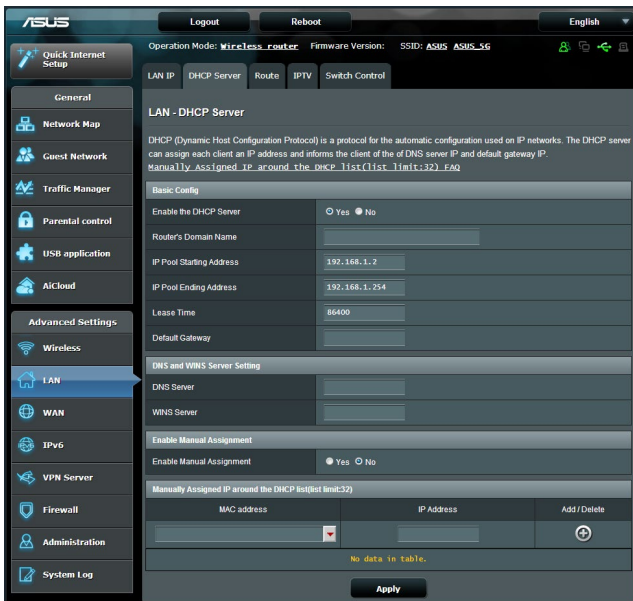 ASUS
Logout
Reboot
English
Quick Internet
Setup
Operation Mode: Wireless router Firmware Version: SSID: ASUS ASUS_5G
LAN IP
DHCP Server
Route
IPTV
Switch Control
General
Network Map
Guest Network
Traffic Manager
Parental control
USB application
AiCloud
Advanced Settings
Wireless
LAN
WAN
IPv6
VPN Server
Firewall
Administration
System Log
LAN - DHCP Server
DHCP (Dynamic Host Configuration Protocol) is a protocol for the automatic configuration used on IP networks. The DHCP server
can assign each client an IP address and informs the client of the of DNS server IP and default gateway IP.
Manually Assigned IP around the DHCP list(list limit:32) FAQ
Basic Config
Enable the DHCP Server Yes No
Router's Domain Name
IP Pool Starting Address 192.168.1.2
IP Pool Ending Address 192.168.1.254
Lease Time 86400
Default Gateway
DNS and WINS Server Setting
DNS Server
WINS Server
Enable Manual Assignment
Enable Manual Assignment Yes No
Manually Assigned IP around the DHCP list(list limit:32)
MAC address IP Address Add / Delete
No data in table.
Apply